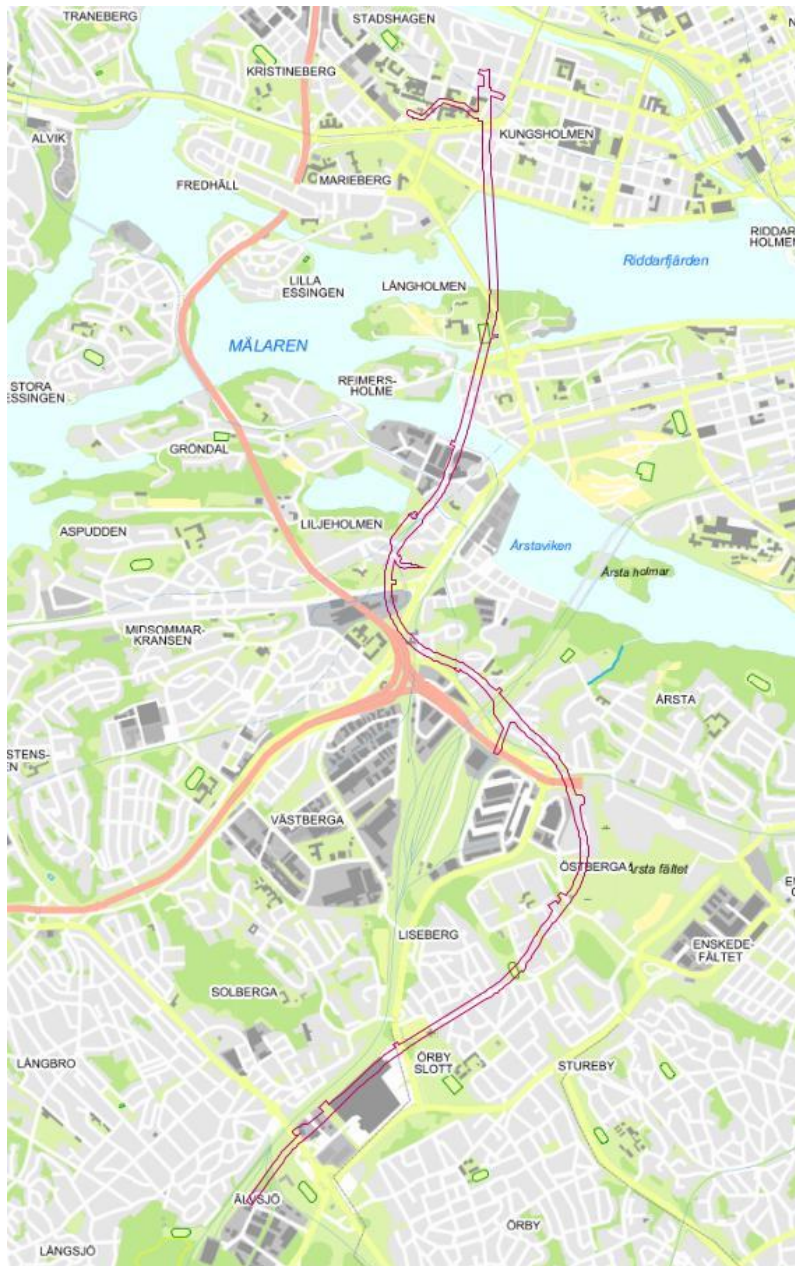 TRANEBERG
STADSHAGEN
KRISTINEBERG
ALVIK
KUNGSHOLMEN
FREDHÄLL
MARIEBERG
RIDDAR
HOLMEN
Riddarfjärden
LILLA
ESSINGEN
LÅNGHOLMEN
MÄLAREN
STORA
ESSINGEN
REIMERS-
HOLME
GRÖNDAL
LILJEHOLMEN
ASPUDDEN
Årstaviken
Årsta holmar
MIDSOMMAR-
KRANSEN
ÅRSTA
STENS-
EN
VÄSTBERGA
ÖSTBERGA
Årsta fältet
LISEBERG
ENSKEDE-
FÄLTET
SOLBERGA
LÅNGBRO
ÖRBY
SLOTT
STUREBY
ÄLVSJÖ
ÖRBY
LÅNGSJÖ